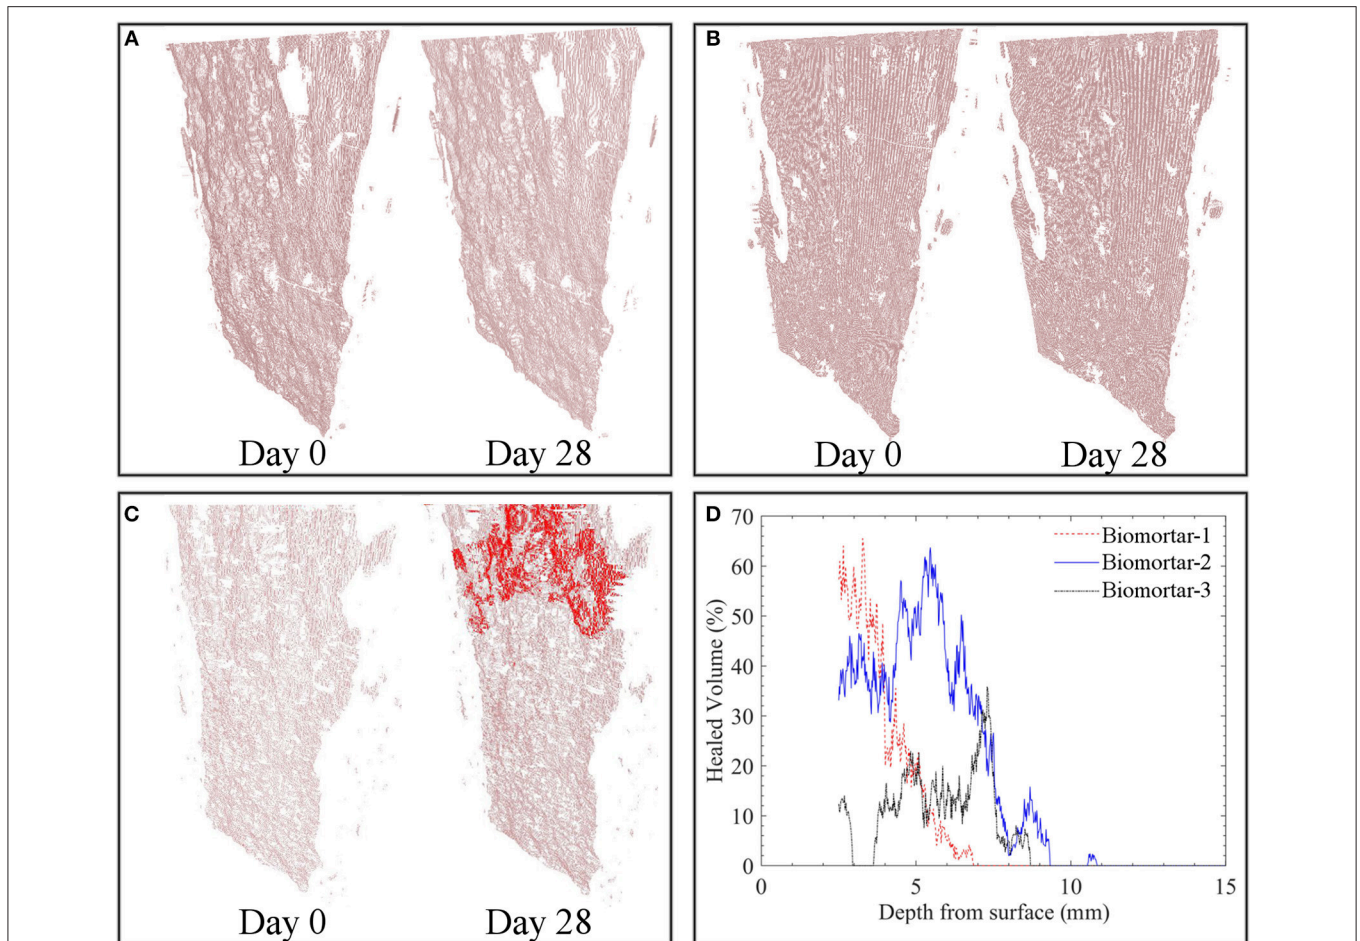 A
Day 0 Day 28
B
Day 0 Day 28
C
Day 0 Day 28
D
70
60
50
40
30
20
10
0
Healed Volume (%)
Biomortar-1
Biomortar-2
Biomortar-3
0 5 10 15
Depth from surface (mm)